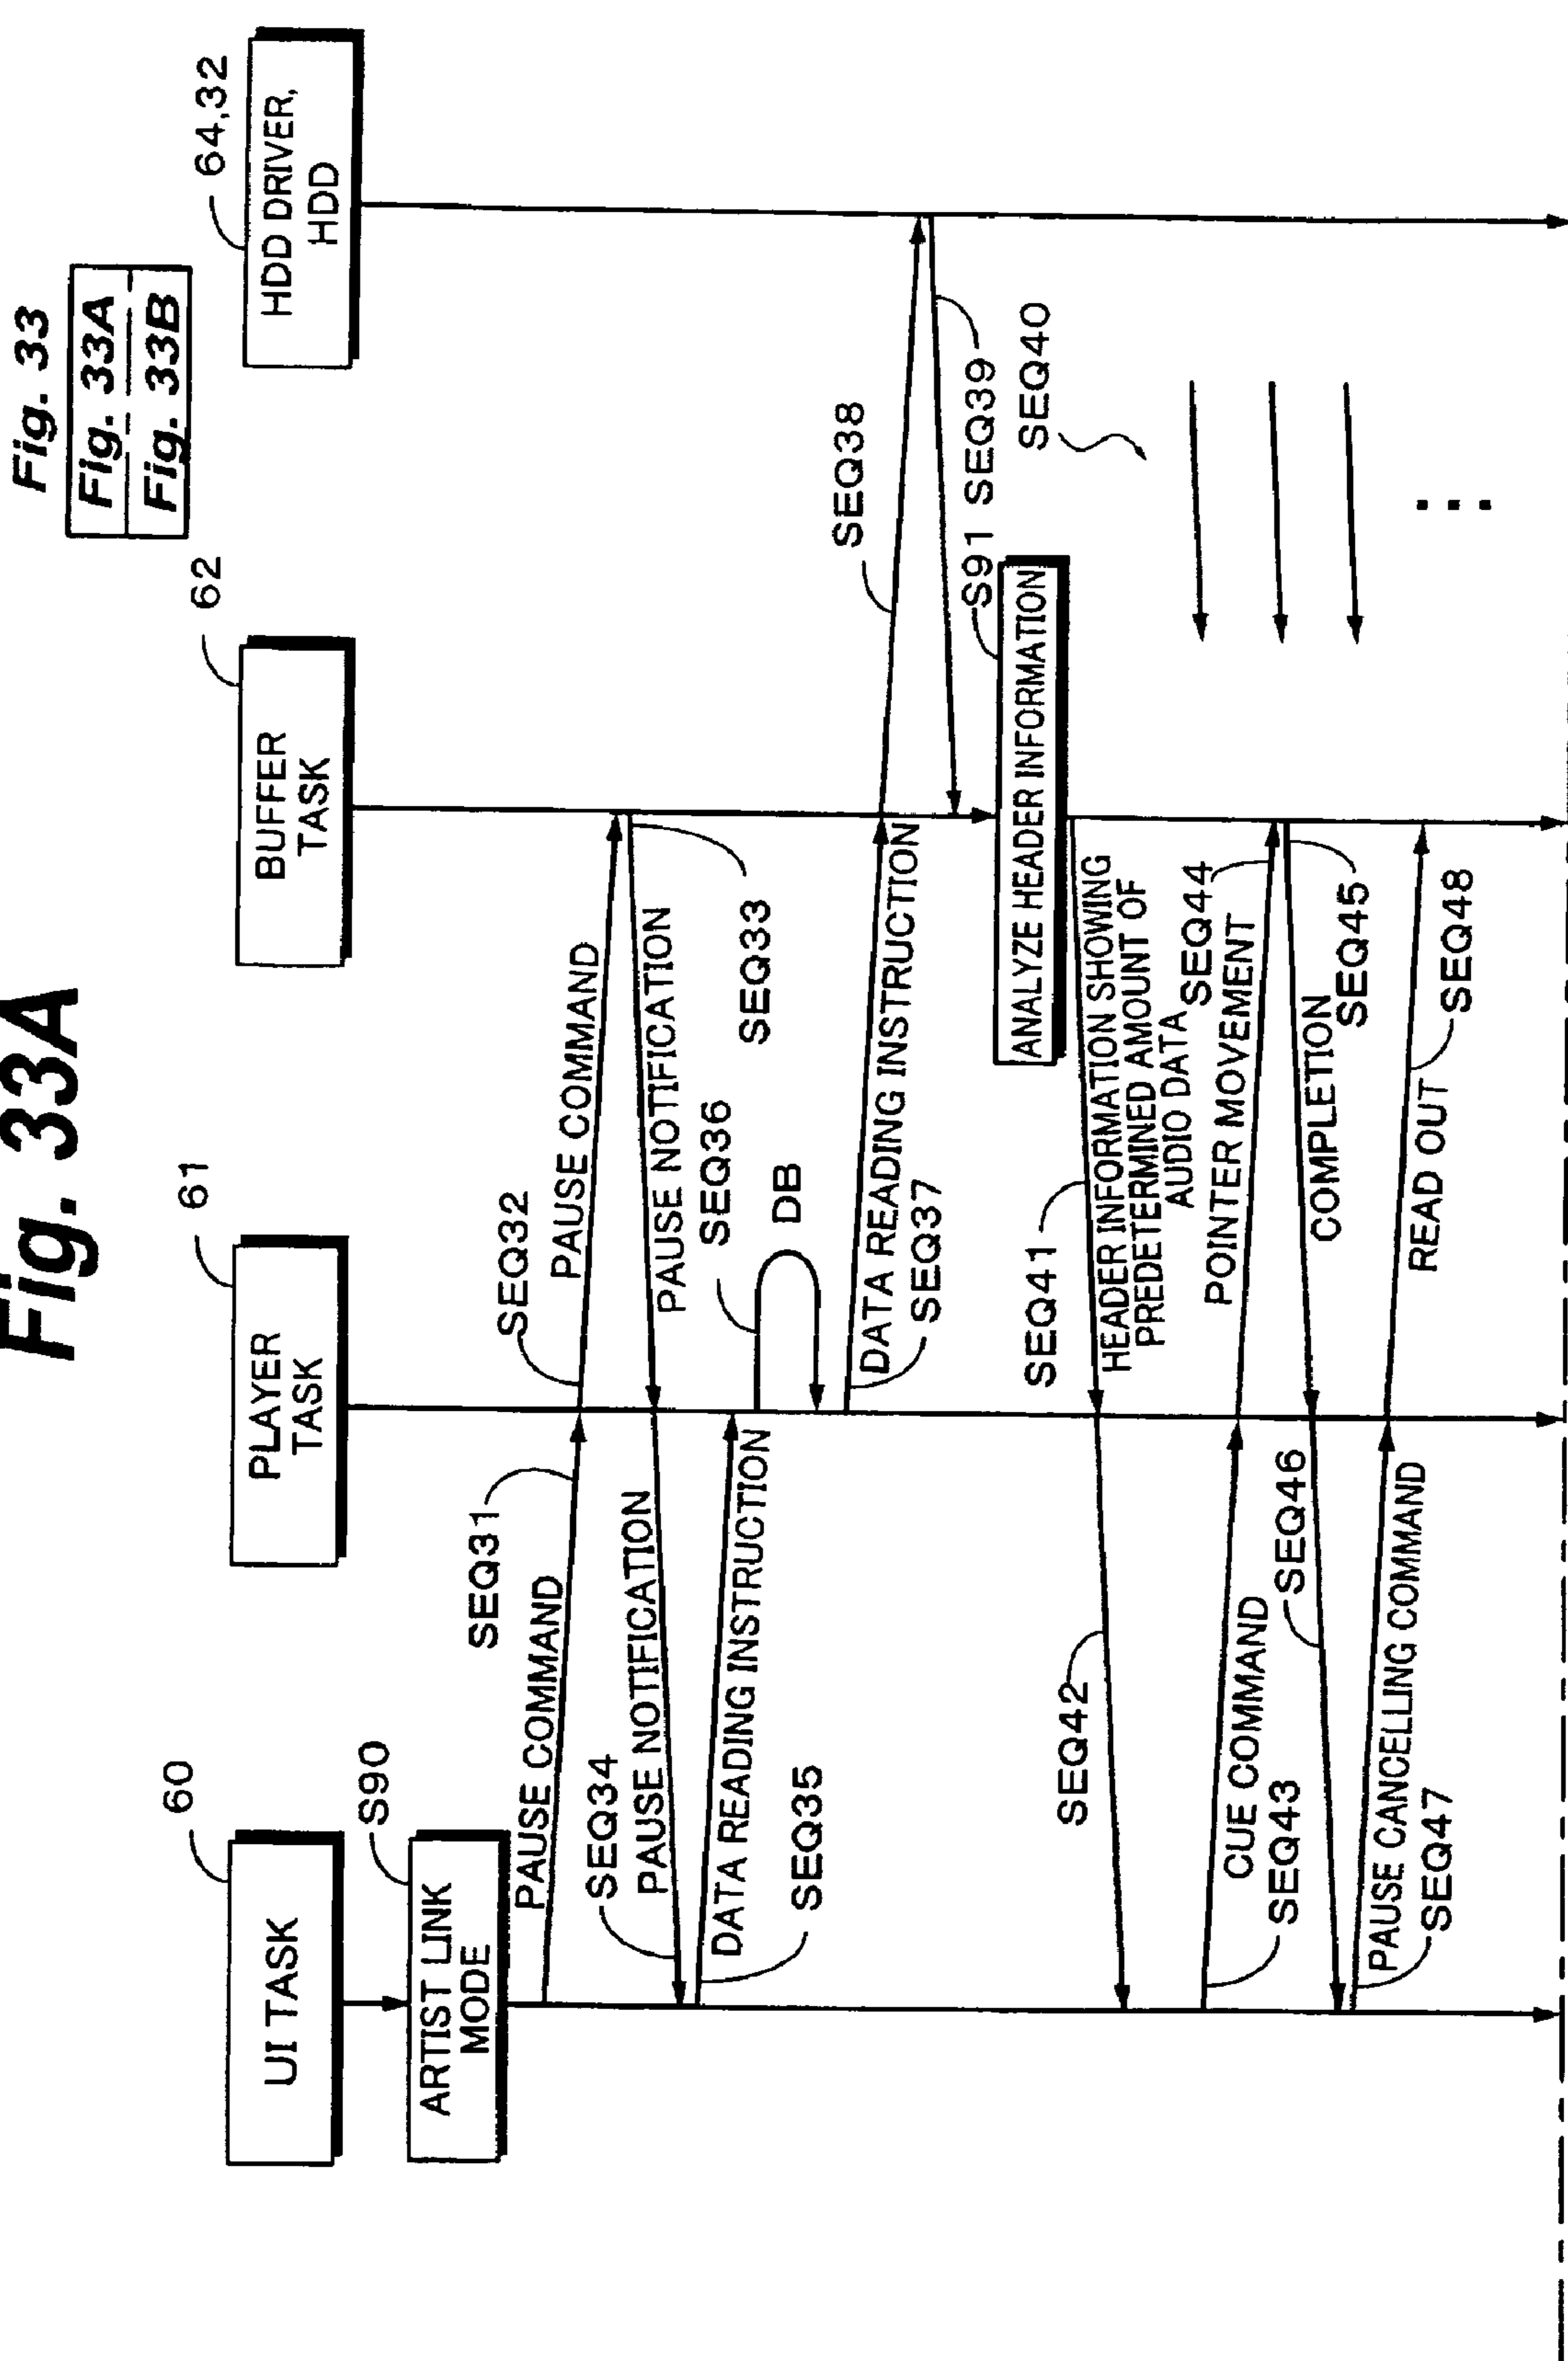 Fig. 33A
Fig. 33
Fig. 33A
Fig. 33B
60
UI TASK
61
PLAYER
TASK
62
BUFFER
TASK
64,32
HDD DRIVER,
HDD
S90
ARTIST LINK
MODE
SEQ31
PAUSE COMMAND
SEQ32
PAUSE COMMAND
PAUSE NOTIFICATION
SEQ33
SEQ34
PAUSE NOTIFICATION
DATA READING INSTRUCTION
SEQ35
SEQ36
DB
DATA READING INSTRUCTION
SEQ37
SEQ38
S91
SEQ39
ANALYZE HEADER INFORMATION
SEQ40
SEQ41
HEADER INFORMATION SHOWING
PREDETERMINED AMOUNT OF
AUDIO DATA
SEQ42
CUE COMMAND
SEQ43
SEQ44
POINTER MOVEMENT
COMPLETION
SEQ45
SEQ46
PAUSE CANCELLING COMMAND
SEQ47
READ OUT
SEQ48